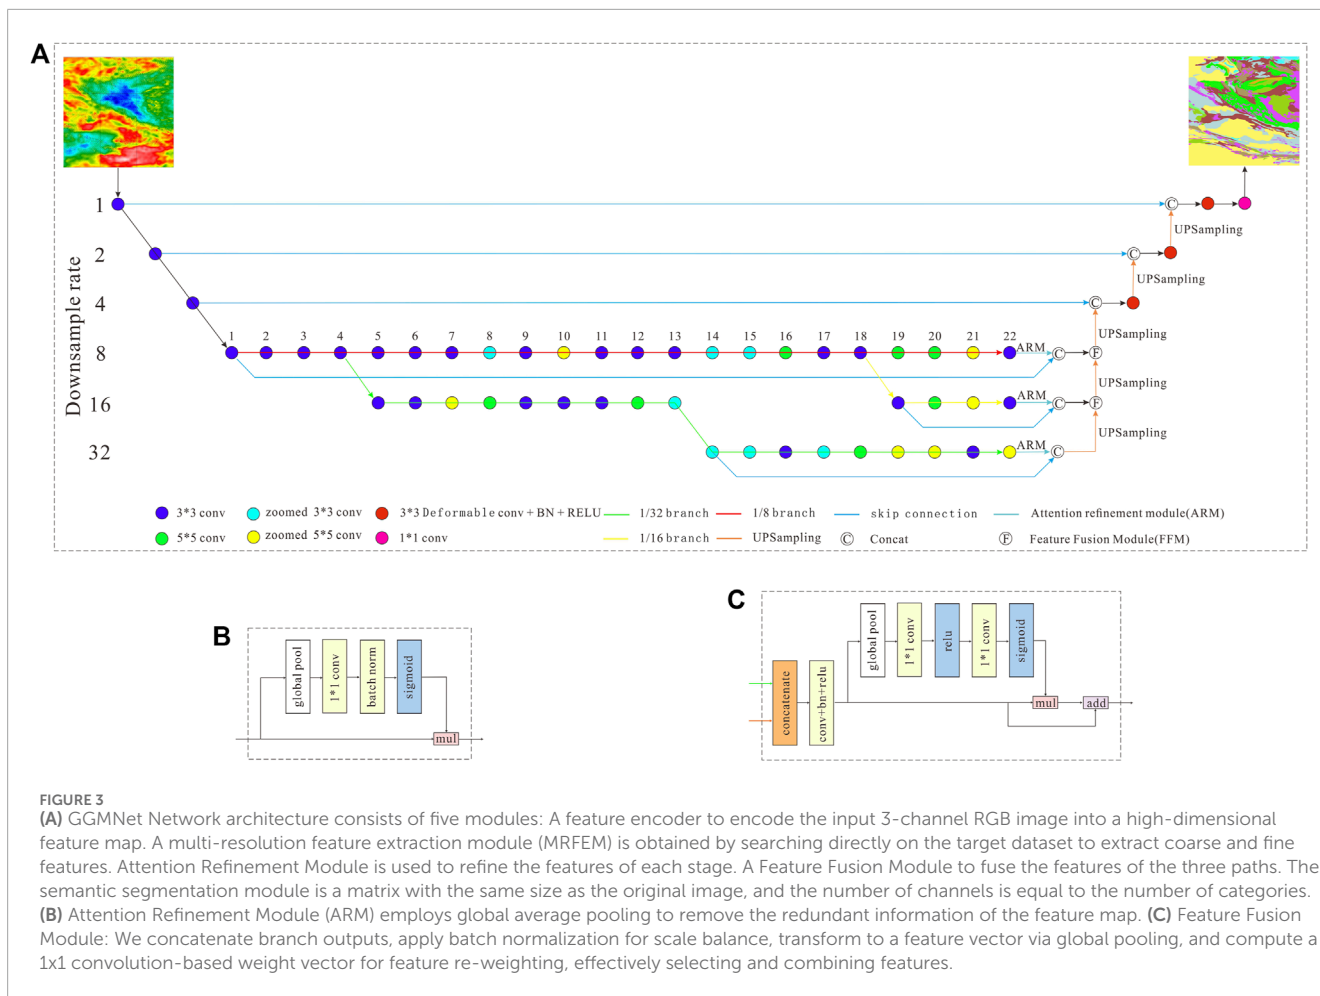 A
1
UPSampling
2
UPSampling
4
Downsample rate
1 2 3 4 5 6 7 8 9 10 11 12 13 14 15 16 17 18 19 20 21 22
UPSampling
8
ARM
UPSampling
16
ARM
UPSampling
32
ARM
C
C
C
C
F
C
F
C
3*3 conv
zoomed 3*3 conv
3*3 Deformable conv+BN+RELU
1/32 branch
1/8 branch
skip connection
Attention refinement module(ARM)
5*5 conv
zoomed 5*5 conv
1*1 conv
1/16 branch
UPSampling
C
Concat
F
Feature Fusion Module(FFM)
B
global pool
1*1 conv
batch norm
sigmoid
mul
C
global pool
1*1 conv
relu
1*1 conv
sigmoid
concatenate
conv+bn+relu
mul
add
FIGURE 3
(A) GGMNet Network architecture consists of five modules: A feature encoder to encode the input 3-channel RGB image into a high-dimensional
feature map. A multi-resolution feature extraction module (MRFEM) is obtained by searching directly on the target dataset to extract coarse and fine
features. Attention Refinement Module is used to refine the features of each stage. A Feature Fusion Module to fuse the features of the three paths. The
semantic segmentation module is a matrix with the same size as the original image, and the number of channels is equal to the number of categories.
(B) Attention Refinement Module (ARM) employs global average pooling to remove the redundant information of the feature map. (C) Feature Fusion
Module: We concatenate branch outputs, apply batch normalization for scale balance, transform to a feature vector via global pooling, and compute a
1x1 convolution-based weight vector for feature re-weighting, effectively selecting and combining features.